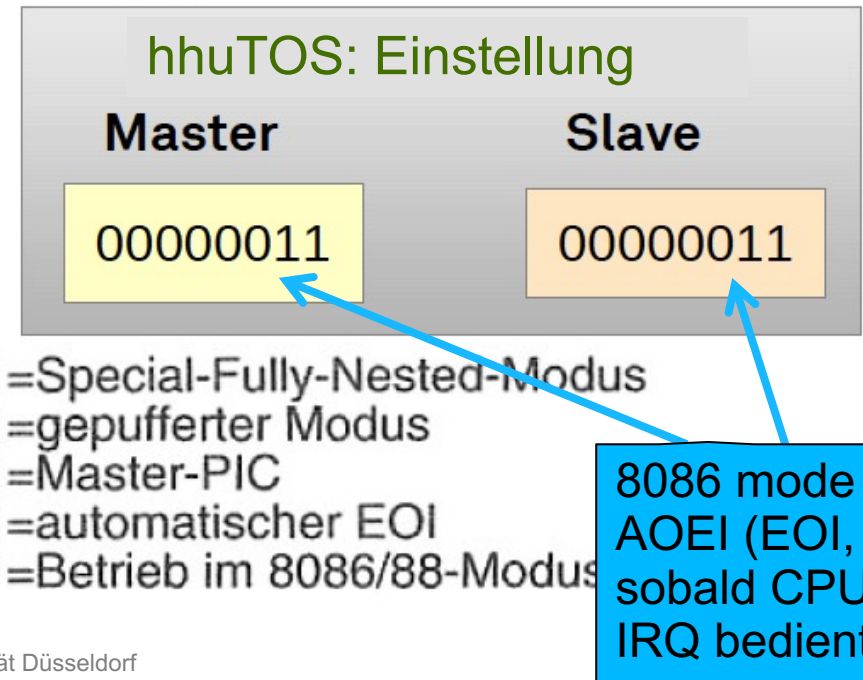 hhuTOS: Einstellung
Master Slave
00000011 00000011
=Special-Fully-Nested-Modus
=gepufferter Modus
=Master-PIC
=automatischer EOI
=Betrieb im 8086/88-Modus
8086 mode
AOEI (EOI,
sobald CPU
IRQ bedient
ät Düsseldorf